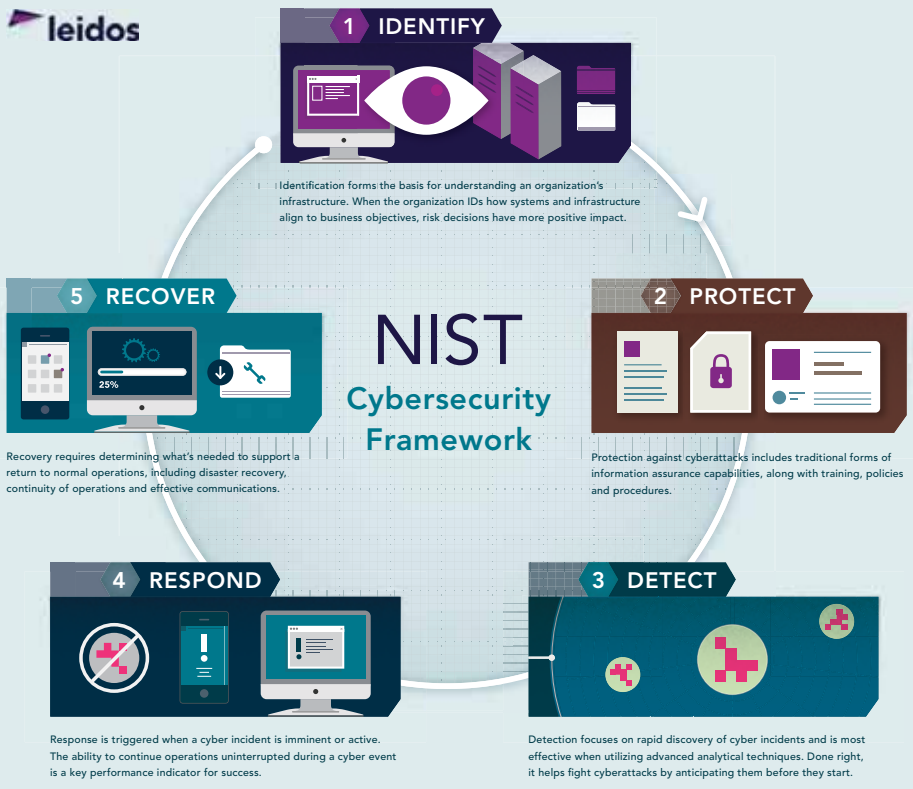 leidos
1 IDENTIFY
Identification forms the basis for understanding an organization's
infrastructure. When the organization IDs how systems and infrastructure
align to business objectives, risk decisions have more positive impact.
5 RECOVER
25%
Recovery requires determining what's needed to support a
return to normal operations, including disaster recovery,
continuity of operations and effective communications.
NIST
Cybersecurity
Framework
2 PROTECT
Protection against cyberattacks includes traditional forms of
information assurance capabilities, along with training, policies
and procedures.
4 RESPOND
!
!
Response is triggered when a cyber incident is imminent or active.
The ability to continue operations uninterrupted during a cyber event
is a key performance indicator for success.
3 DETECT
Detection focuses on rapid discovery of cyber incidents and is most
effective when utilizing advanced analytical techniques. Done right,
it helps fight cyberattacks by anticipating them before they start.